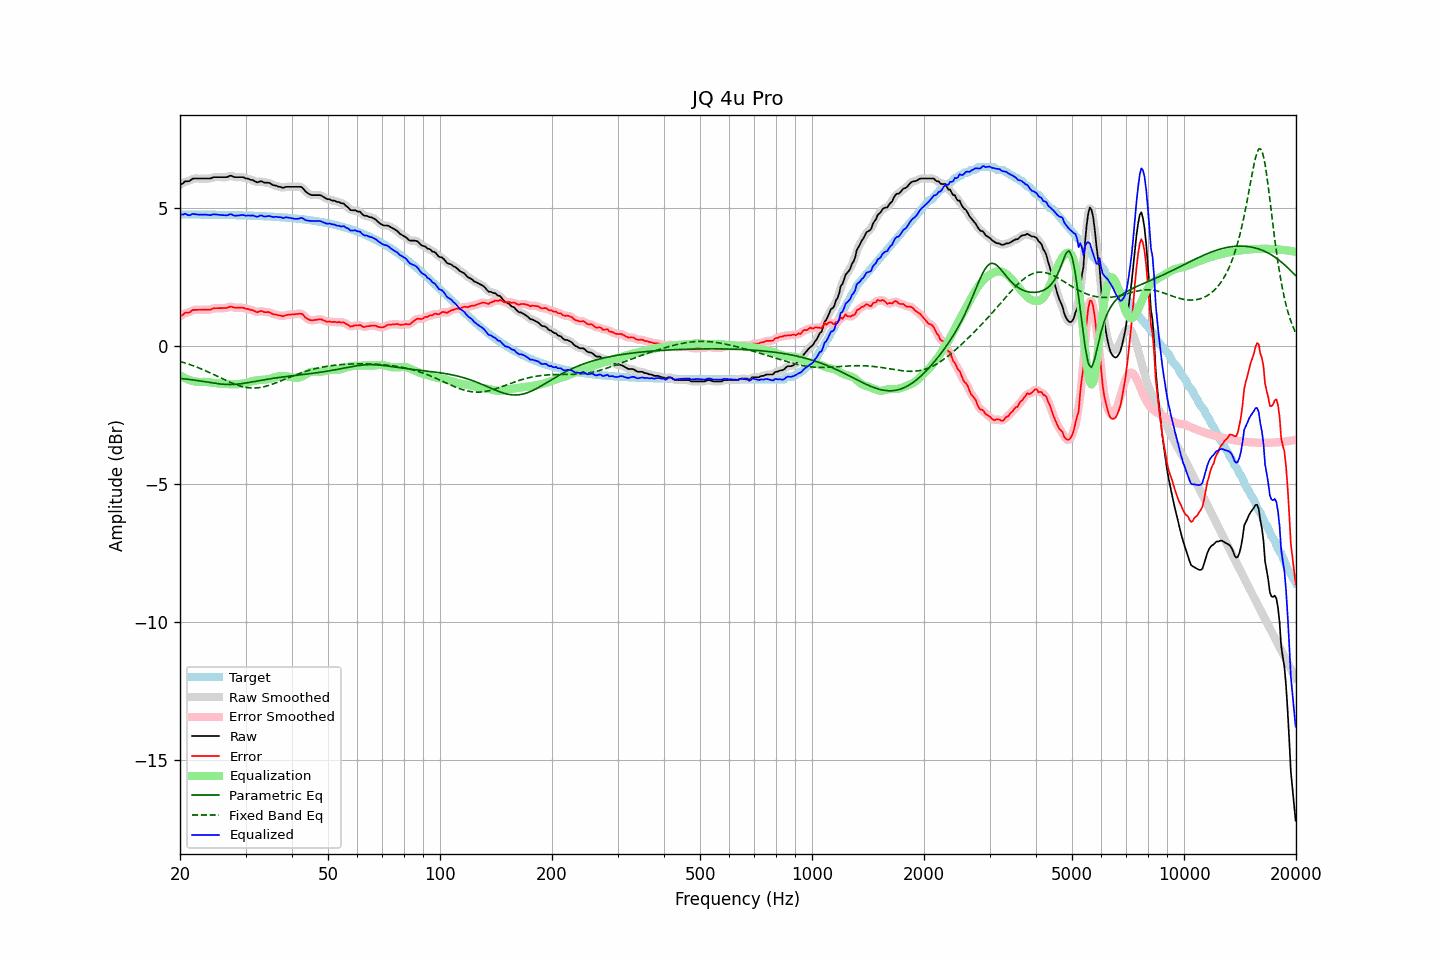 JQ 4u Pro
Amplitude (dBr)
5
0
−5
−10
−15
Target
Raw Smoothed
Error Smoothed
Raw
Error
Equalization
Parametric Eq
Fixed Band Eq
Equalized
20 50 100 200 500 1000 2000 5000 10000 20000
Frequency (Hz)